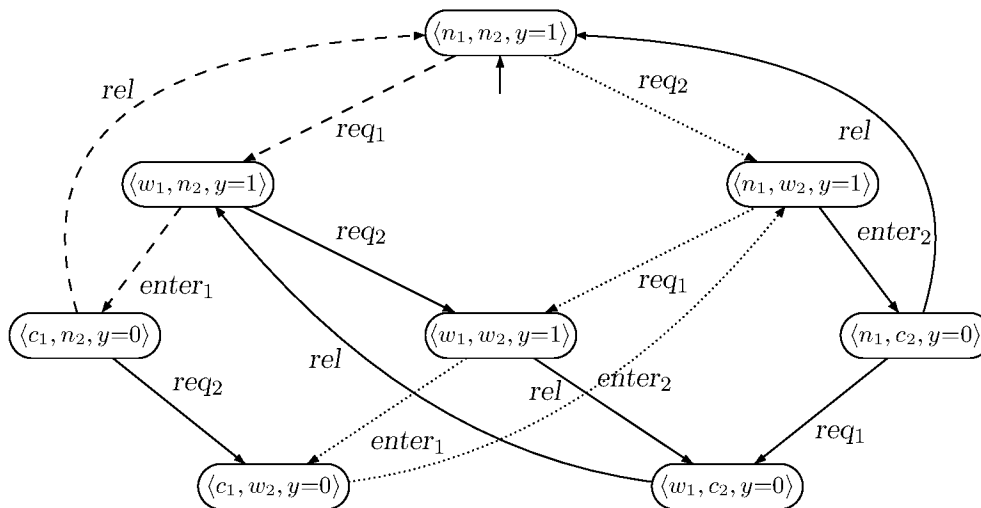 ⟨n₁, n₂, y=1⟩
rel
req₂
req₁
rel
⟨w₁, n₂, y=1⟩
⟨n₁, w₂, y=1⟩
req₂
enter₂
enter₁
req₁
⟨c₁, n₂, y=0⟩
⟨w₁, w₂, y=1⟩
⟨n₁, c₂, y=0⟩
rel
req₂
rel
enter₂
enter₁
req₁
⟨c₁, w₂, y=0⟩
⟨w₁, c₂, y=0⟩